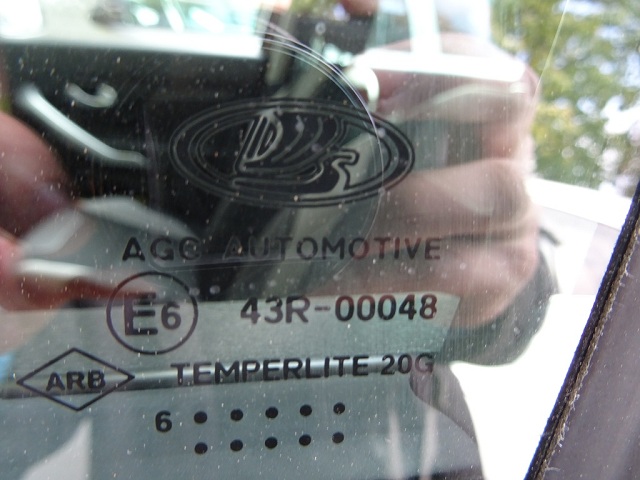 AGC AUTOMOTIVE
E6 43R-00048
ARB TEMPERLITE 20G
6